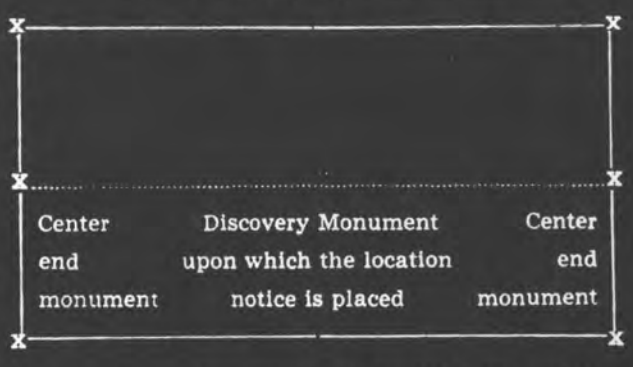 X X
X X
Center Discovery Monument Center
end upon which the location end
monument notice is placed monument
X X